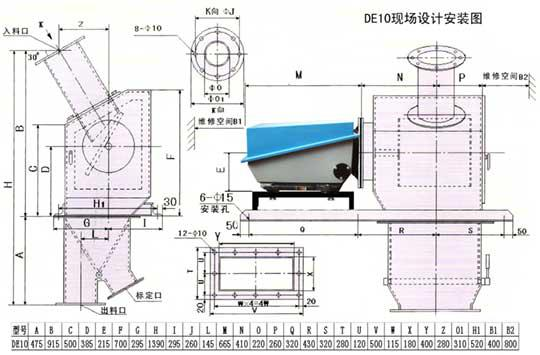 DE10现场设计安装图
K
Z
入料口
30°
K向 ΦJ
8-Φ10
ΦO
ΦO1
K向
维修空间B1
M
N
P
维修空间B2
B
H
C
D
A
F
E
H1
30
G
I
L
6-Φ15
安装孔
50
Q
R
S
50
12-Φ10
Y
T
U
U
X
20
W×4=4W
20
V
标定口
出料口
型号 A B C D E F G H I J L M N O P Q R S T U V W X Y Z O1 H1 B1 B2
DE10 475 915 500 385 215 700 295 1390 295 260 145 665 410 220 260 320 430 320 280 120 500 115 180 400 280 310 290 400 800